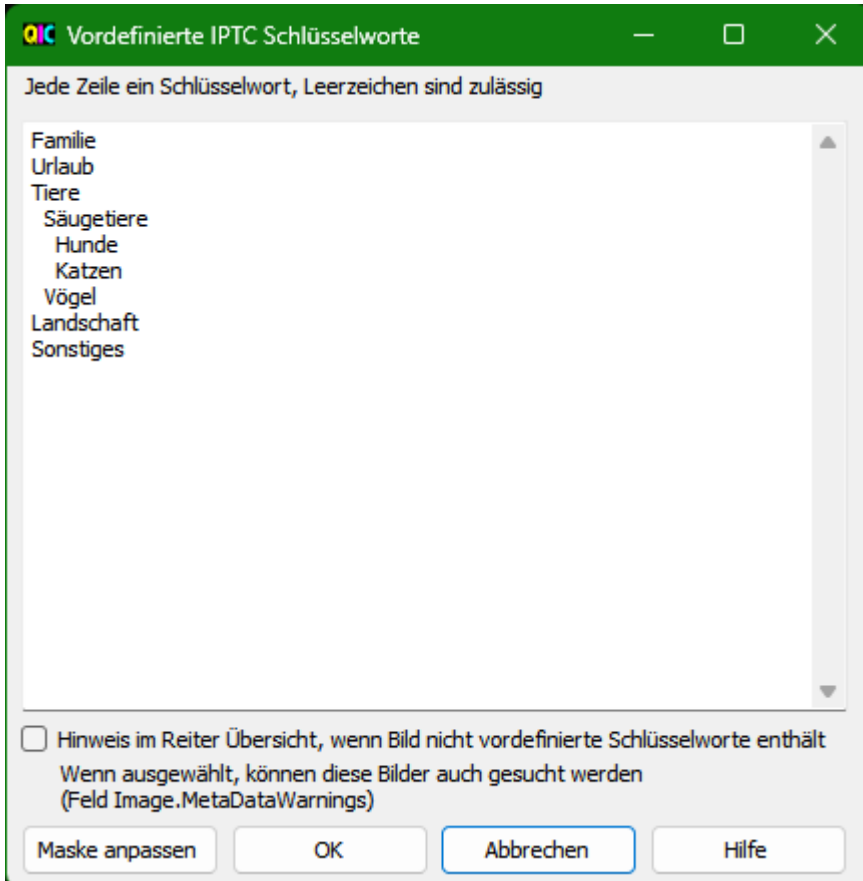 QIC Vordefinierte IPTC Schlüsselworte
Jede Zeile ein Schlüsselwort, Leerzeichen sind zulässig
Familie
Urlaub
Tiere
Säugetiere
Hunde
Katzen
Vögel
Landschaft
Sonstiges
Hinweis im Reiter Übersicht, wenn Bild nicht vordefinierte Schlüsselworte enthält
Wenn ausgewählt, können diese Bilder auch gesucht werden
(Feld Image.MetaDataWarnings)
Maske anpassen OK Abbrechen Hilfe